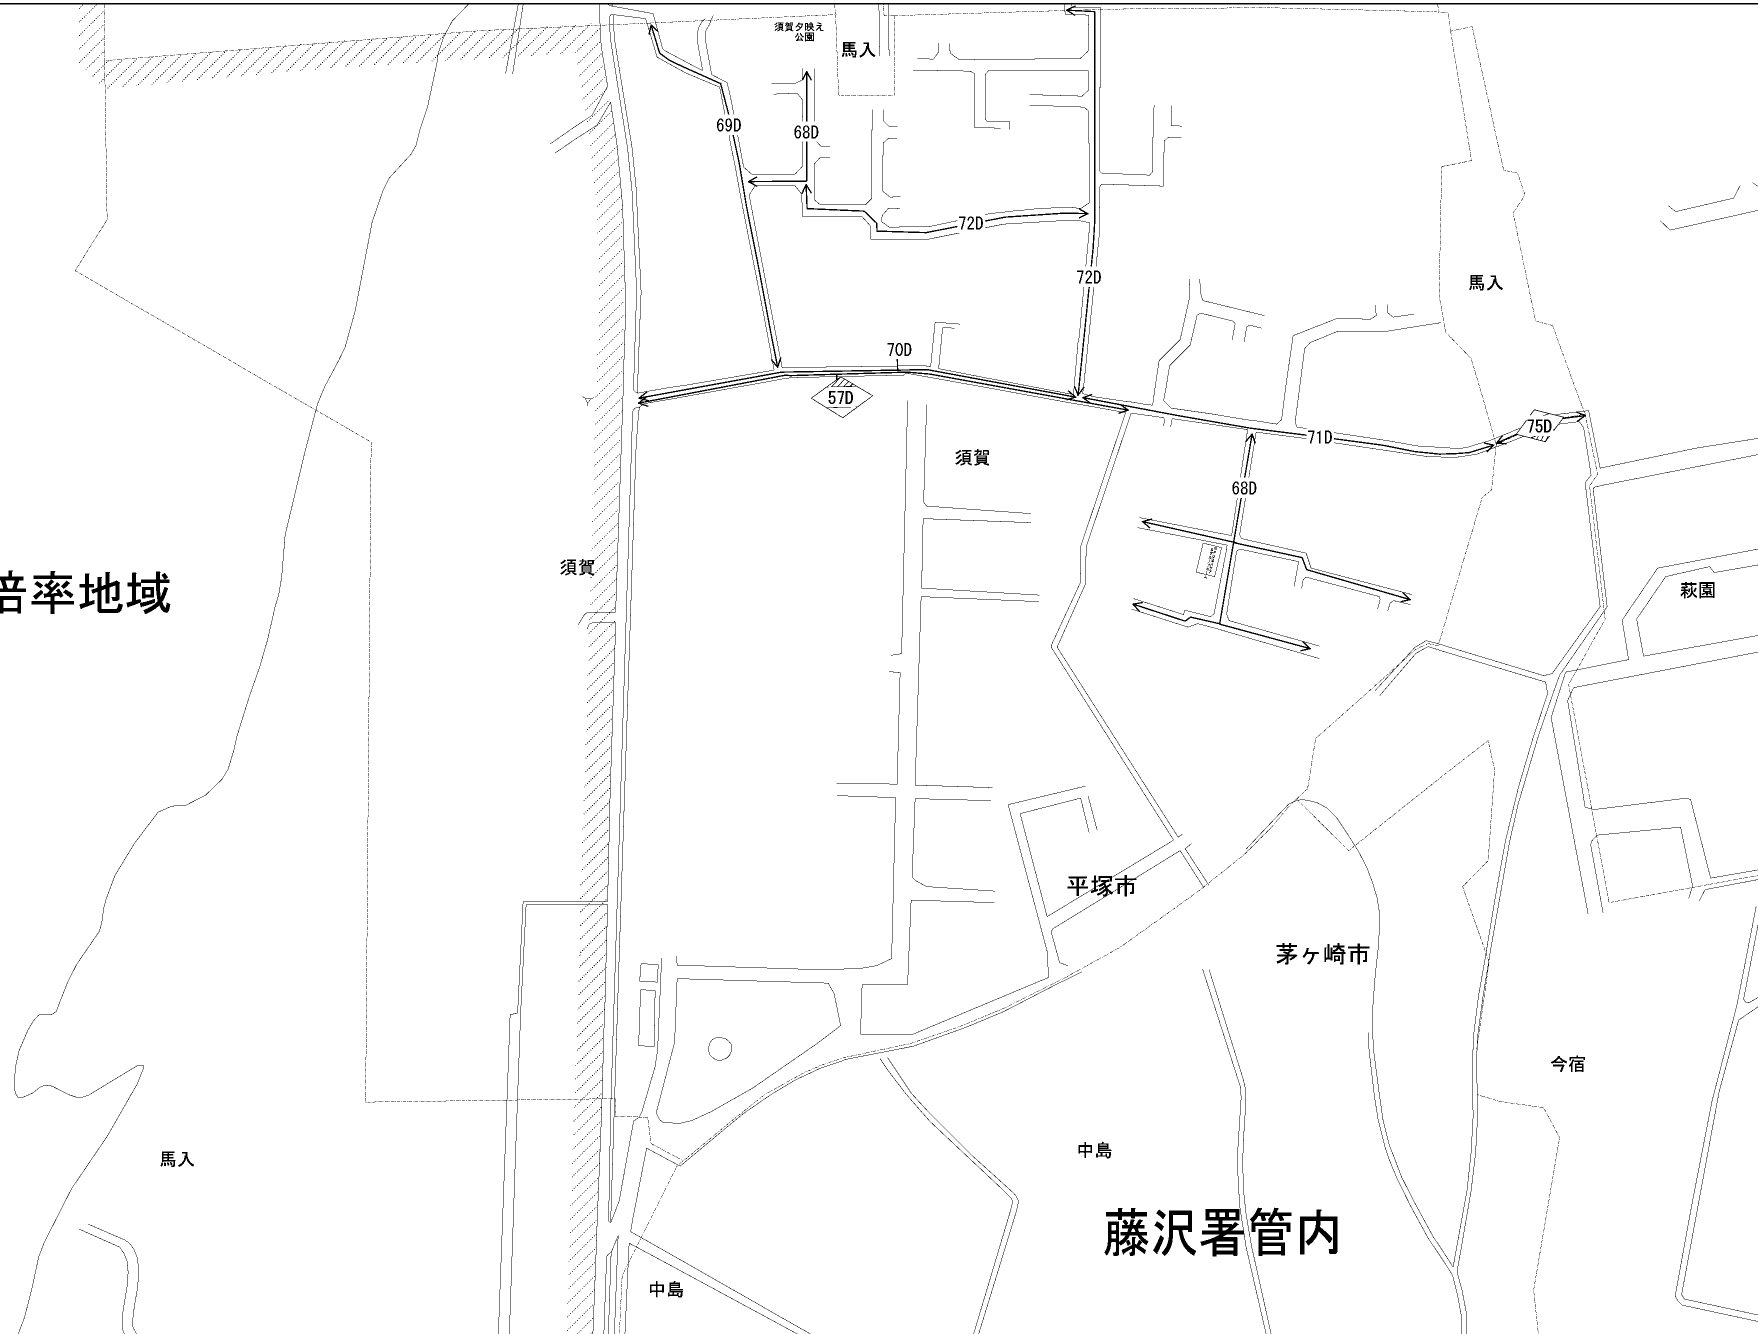 須賀夕映え
公園
馬入
69D
68D
72D
72D
馬入
70D
57D
71D
75D
須賀
68D
須賀
倍率地域
萩園
平塚市
茅ヶ崎市
今宿
中島
馬入
藤沢署管内
中島